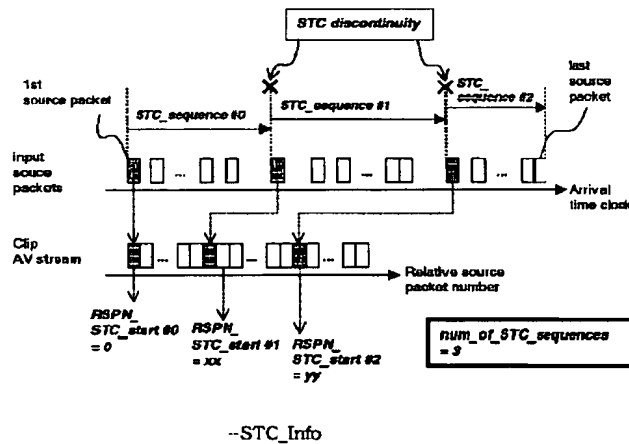 STC discontinuity
1st
source packet
STC_sequence #0
STC_sequence #1
STC_
sequence #2
last
source
packet
input
souce
packets
...
...
...
Arrival
time clock
Clip
AV stream
...
...
...
Relative source
packet number
RSPN_
STC_start #0
= 0
RSPN_
STC_start #1
= xx
RSPN_
STC_start #2
= yy
num_of_STC_sequences
= 3
--STC_Info